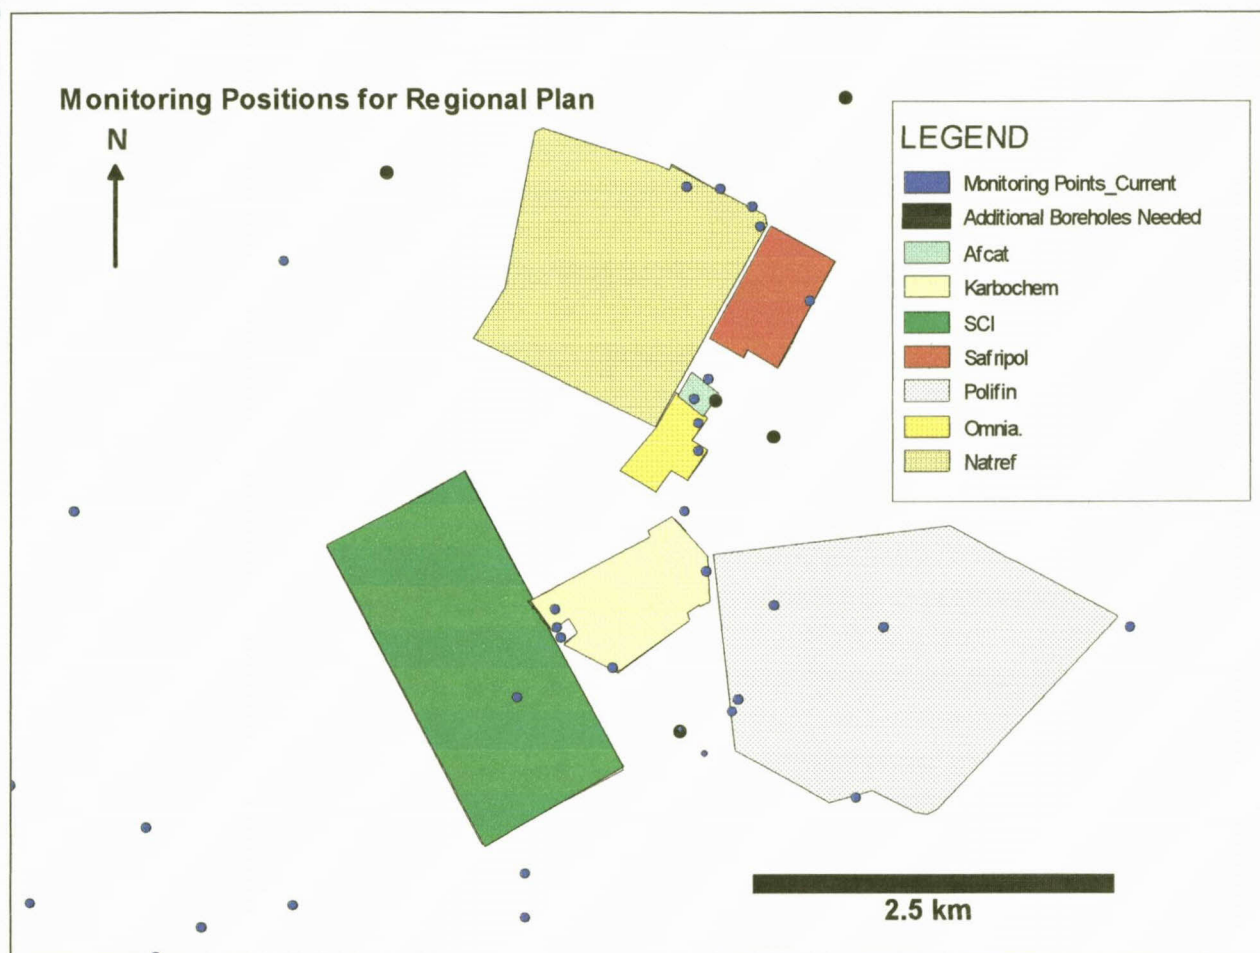 Monitoring Positions for Regional Plan
N
LEGEND
Monitoring Points_Current
Additional Boreholes Needed
Afcat
Karbochem
SCI
Safripol
Polifin
Omnia.
Natref
2.5 km